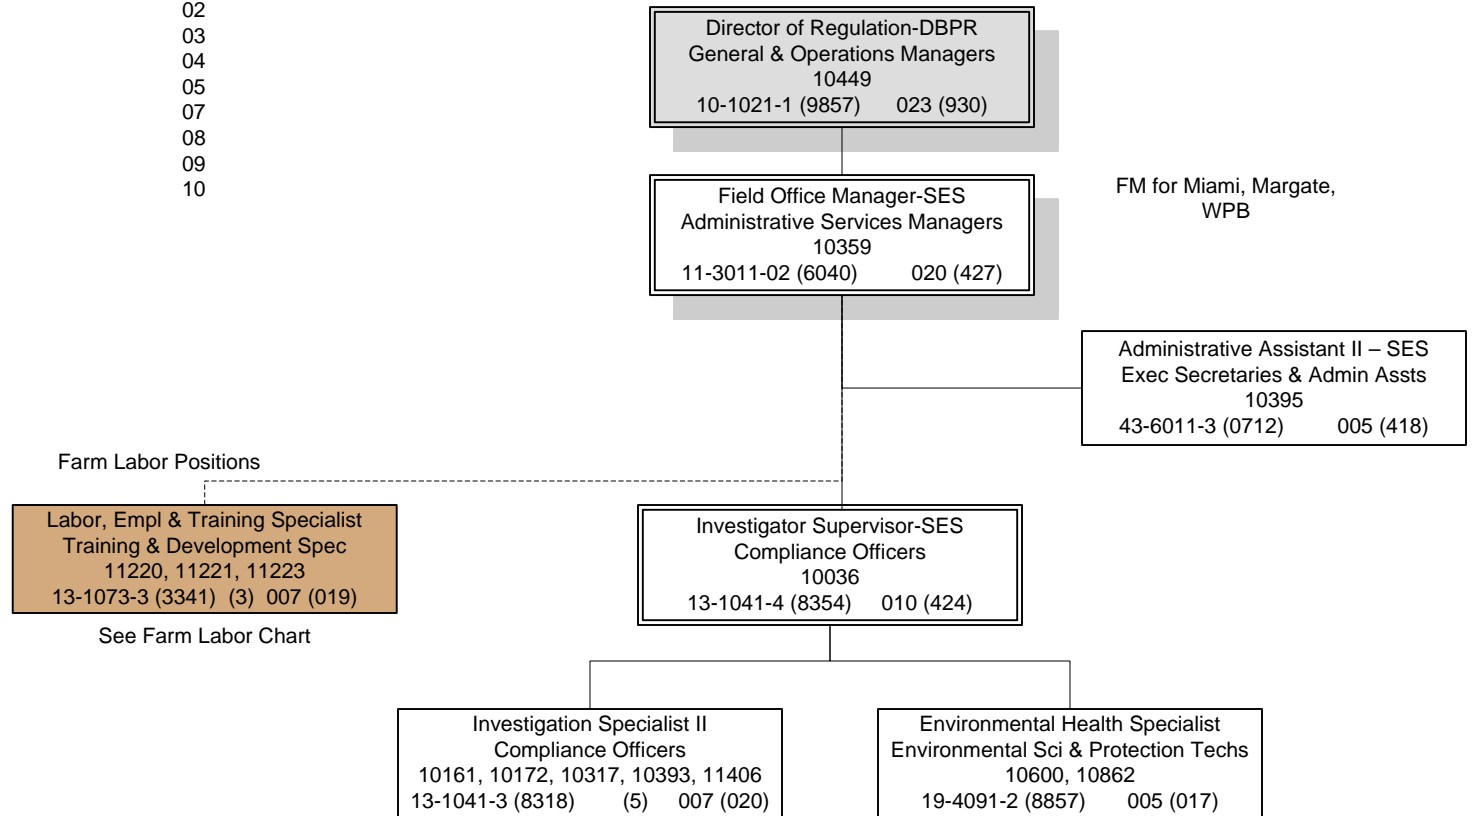 02
03
04
05
07
08
09
10
Director of Regulation-DBPR
General & Operations Managers
10449
10-1021-1 (9857) 023 (930)
Field Office Manager-SES
Administrative Services Managers
10359
11-3011-02 (6040) 020 (427)
FM for Miami, Margate,
WPB
Administrative Assistant II – SES
Exec Secretaries & Admin Assts
10395
43-6011-3 (0712) 005 (418)
Farm Labor Positions
Labor, Empl & Training Specialist
Training & Development Spec
11220, 11221, 11223
13-1073-3 (3341) (3) 007 (019)
See Farm Labor Chart
Investigator Supervisor-SES
Compliance Officers
10036
13-1041-4 (8354) 010 (424)
Investigation Specialist II
Compliance Officers
10161, 10172, 10317, 10393, 11406
13-1041-3 (8318) (5) 007 (020)
Environmental Health Specialist
Environmental Sci & Protection Techs
10600, 10862
19-4091-2 (8857) 005 (017)